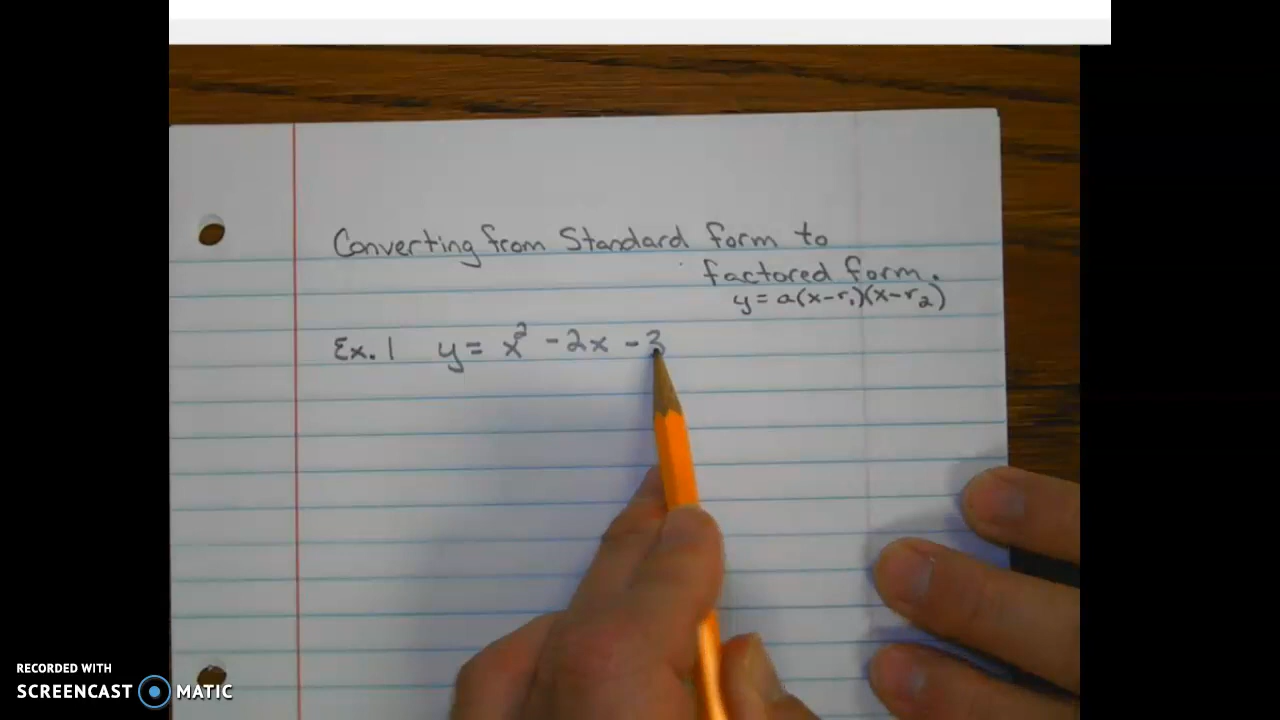 Converting from Standard form to
factored form.
y = a(x-r₁)(x-r₂)
Ex. 1 y = x² - 2x - 3
RECORDED WITH
SCREENCAST MATIC